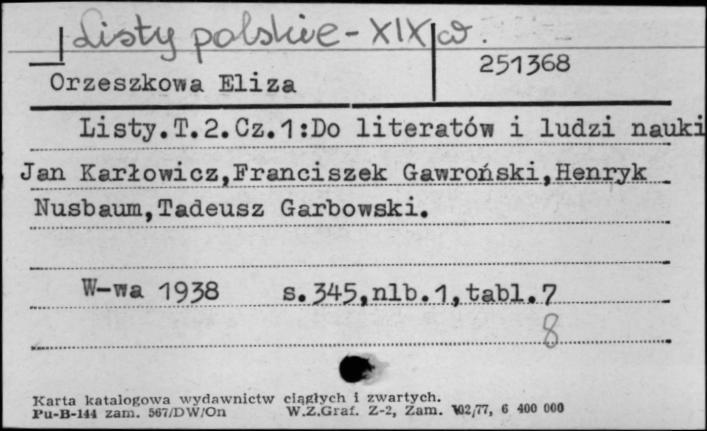 Listy polskie - XIX w.
251368
Orzeszkowa Eliza
Listy.T.2.Cz.1:Do literatów i ludzi nauki
Jan Karłowicz,Franciszek Gawroński,Henryk
Nusbaum,Tadeusz Garbowski.
W-wa 1938 s.345,nlb.1,tabl.7
8
Karta katalogowa wydawnictw ciągłych i zwartych.
Pu-B-144 zam. 567/DW/On W.Z.Graf. Z-2, Zam. 102/77, 6 400 000